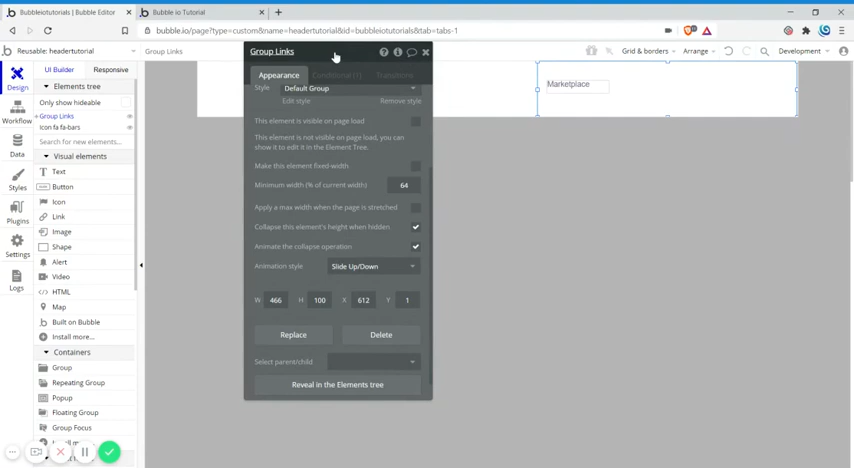 Bubbleiotutorials | Bubble Editor
Bubble io Tutorial
bubble.io/page?type=custom&name=headertutorial&id=bubbleiotutorials&tab=tabs-1
Reusable: headertutorial
Group Links
Grid & borders
Arrange
Development
Design
Workflow
Data
Styles
Plugins
Settings
Logs
UI Builder
Responsive
Elements tree
Only show hideable
Group Links
Icon fa fa-bars
Search for new elements...
Visual elements
Text
Button
Icon
Link
Image
Shape
Alert
Video
</> HTML
Map
Built on Bubble
Install more...
Containers
Group
Repeating Group
Popup
Floating Group
Group Focus
Group Links
Appearance
Conditional (1)
Transitions
Style
Default Group
Edit style
Remove style
This element is visible on page load
This element is not visible on page load, you can
show it to edit it in the Element Tree.
Make this element fixed-width
Minimum width (% of current width)
64
Apply a max width when the page is stretched
Collapse this element's height when hidden
Animate the collapse operation
Animation style
Slide Up/Down
W 466 H 100 X 612 Y 1
Replace
Delete
Select parent/child
Reveal in the Elements tree
Marketplace